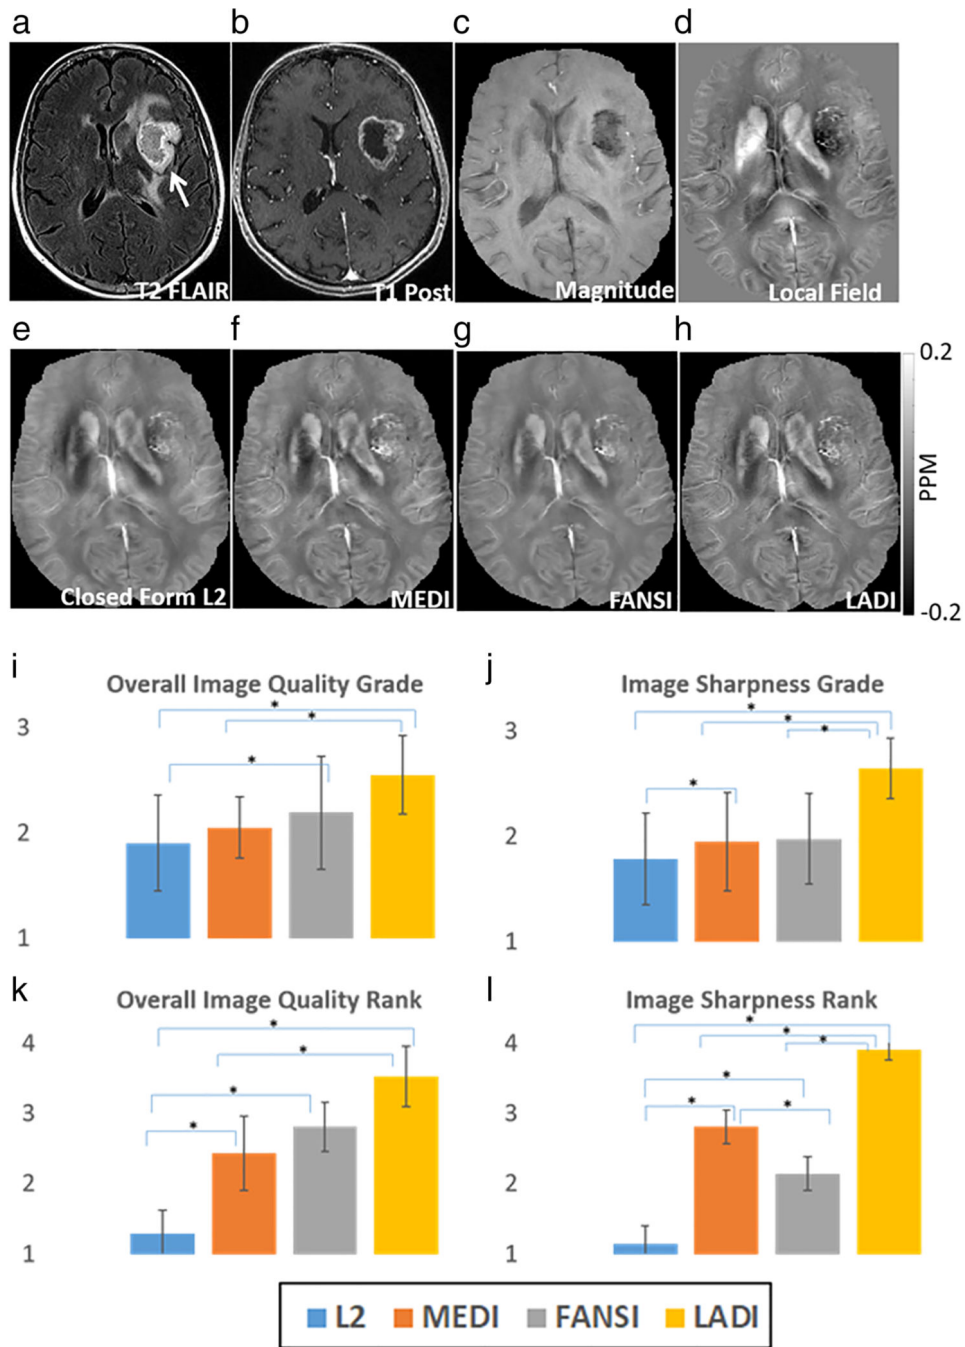 a b c d
T2 FLAIR T1 Post Magnitude Local Field
e f g h
0.2
PPM
Closed Form L2 MEDI FANSI LADI -0.2
i j
Overall Image Quality Grade Image Sharpness Grade
* *
* *
3 3
* *
*
2 2
1 1
k l
Overall Image Quality Rank Image Sharpness Rank
* *
* *
4 4
* *
* *
3 * 3 *
2 2
1 1
L2 MEDI FANSI LADI